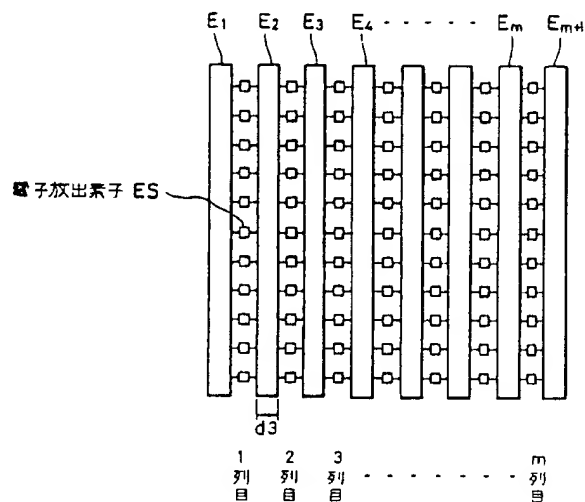 E1 E2 E3 E4 - - - - - Em Em+1
電子放出素子 ES
d3
1列目 2列目 3列目 - - - - - - - m列目